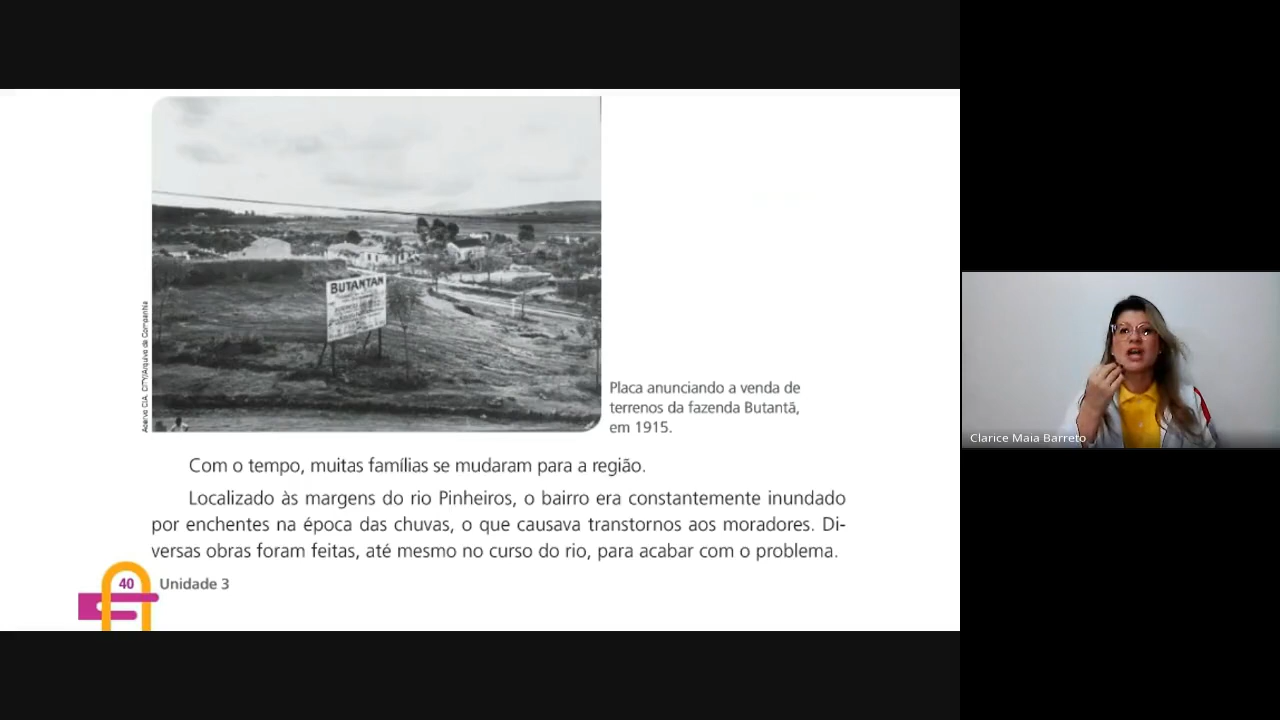 BUTANTAN
Acervo CIA. CITY/Arquivo da Companhia
Placa anunciando a venda de
terrenos da fazenda Butantã,
em 1915.
Com o tempo, muitas famílias se mudaram para a região.
Localizado às margens do rio Pinheiros, o bairro era constantemente inundado
por enchentes na época das chuvas, o que causava transtornos aos moradores. Di-
versas obras foram feitas, até mesmo no curso do rio, para acabar com o problema.
40 Unidade 3
Clarice Maia Barreto